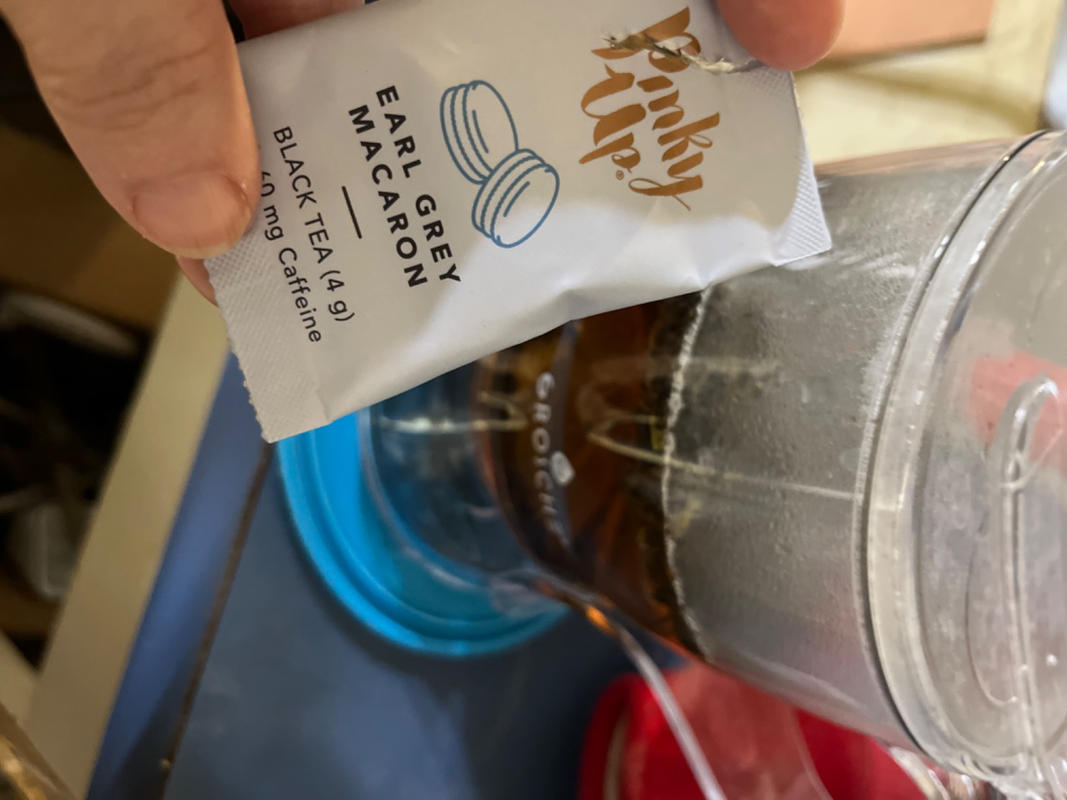 Pinky
Up®
EARL GREY
MACARON
BLACK TEA (4 g)
mg Caffeine
GROSCHE